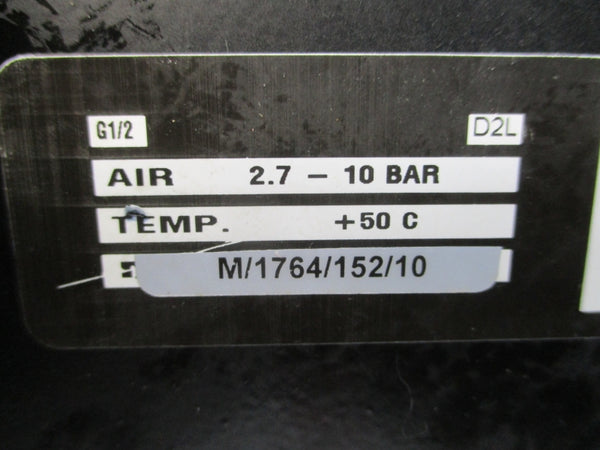 G1/2 D2L
AIR 2.7 – 10 BAR
TEMP. +50 C
M/1764/152/10